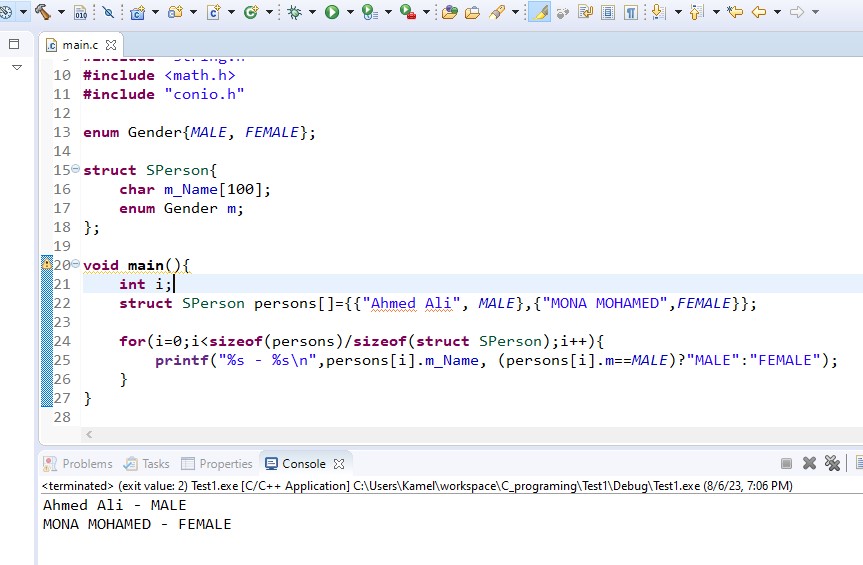 010
main.c
9 #include "string.h"
10 #include <math.h>
11 #include "conio.h"
12
13 enum Gender{MALE, FEMALE};
14
15 struct SPerson{
16 char m_Name[100];
17 enum Gender m;
18 };
19
20 void main(){
21 int i;
22 struct SPerson persons[]={{"Ahmed Ali", MALE},{"MONA MOHAMED",FEMALE}};
23
24 for(i=0;i<sizeof(persons)/sizeof(struct SPerson);i++){
25 printf("%s - %s\n",persons[i].m_Name, (persons[i].m==MALE)?"MALE":"FEMALE");
26 }
27 }
28
Problems Tasks Properties Console
<terminated> (exit value: 2) Test1.exe [C/C++ Application] C:\Users\Kamel\workspace\C_programing\Test1\Debug\Test1.exe (8/6/23, 7:06 PM)
Ahmed Ali - MALE
MONA MOHAMED - FEMALE